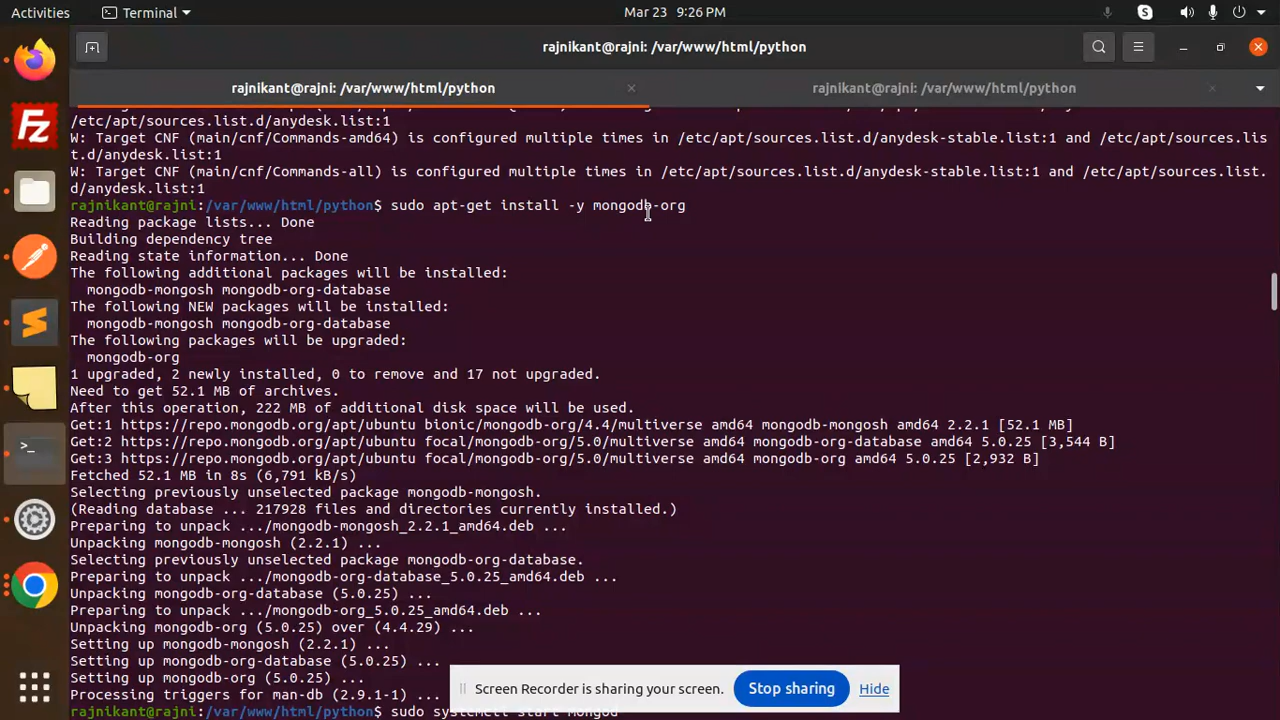 Activities
Terminal
Mar 23 9:26 PM
rajnikant@rajni: /var/www/html/python
rajnikant@rajni: /var/www/html/python
rajnikant@rajni: /var/www/html/python
/etc/apt/sources.list.d/anydesk.list:1
W: Target CNF (main/cnf/Commands-amd64) is configured multiple times in /etc/apt/sources.list.d/anydesk-stable.list:1 and /etc/apt/sources.lis
t.d/anydesk.list:1
W: Target CNF (main/cnf/Commands-all) is configured multiple times in /etc/apt/sources.list.d/anydesk-stable.list:1 and /etc/apt/sources.list.
d/anydesk.list:1
rajnikant@rajni:/var/www/html/python$ sudo apt-get install -y mongodb-org
Reading package lists... Done
Building dependency tree
Reading state information... Done
The following additional packages will be installed:
mongodb-mongosh mongodb-org-database
The following NEW packages will be installed:
mongodb-mongosh mongodb-org-database
The following packages will be upgraded:
mongodb-org
1 upgraded, 2 newly installed, 0 to remove and 17 not upgraded.
Need to get 52.1 MB of archives.
After this operation, 222 MB of additional disk space will be used.
Get:1 https://repo.mongodb.org/apt/ubuntu bionic/mongodb-org/4.4/multiverse amd64 mongodb-mongosh amd64 2.2.1 [52.1 MB]
Get:2 https://repo.mongodb.org/apt/ubuntu focal/mongodb-org/5.0/multiverse amd64 mongodb-org-database amd64 5.0.25 [3,544 B]
Get:3 https://repo.mongodb.org/apt/ubuntu focal/mongodb-org/5.0/multiverse amd64 mongodb-org amd64 5.0.25 [2,932 B]
Fetched 52.1 MB in 8s (6,791 kB/s)
Selecting previously unselected package mongodb-mongosh.
(Reading database ... 217928 files and directories currently installed.)
Preparing to unpack .../mongodb-mongosh_2.2.1_amd64.deb ...
Unpacking mongodb-mongosh (2.2.1) ...
Selecting previously unselected package mongodb-org-database.
Preparing to unpack .../mongodb-org-database_5.0.25_amd64.deb ...
Unpacking mongodb-org-database (5.0.25) ...
Preparing to unpack .../mongodb-org_5.0.25_amd64.deb ...
Unpacking mongodb-org (5.0.25) over (4.4.29) ...
Setting up mongodb-mongosh (2.2.1) ...
Setting up mongodb-org-database (5.0.25) ...
Setting up mongodb-org (5.0.25) ...
Processing triggers for man-db (2.9.1-1) ...
rajnikant@rajni:/var/www/html/python$ sudo systemctl start mongod
Screen Recorder is sharing your screen.
Stop sharing
Hide